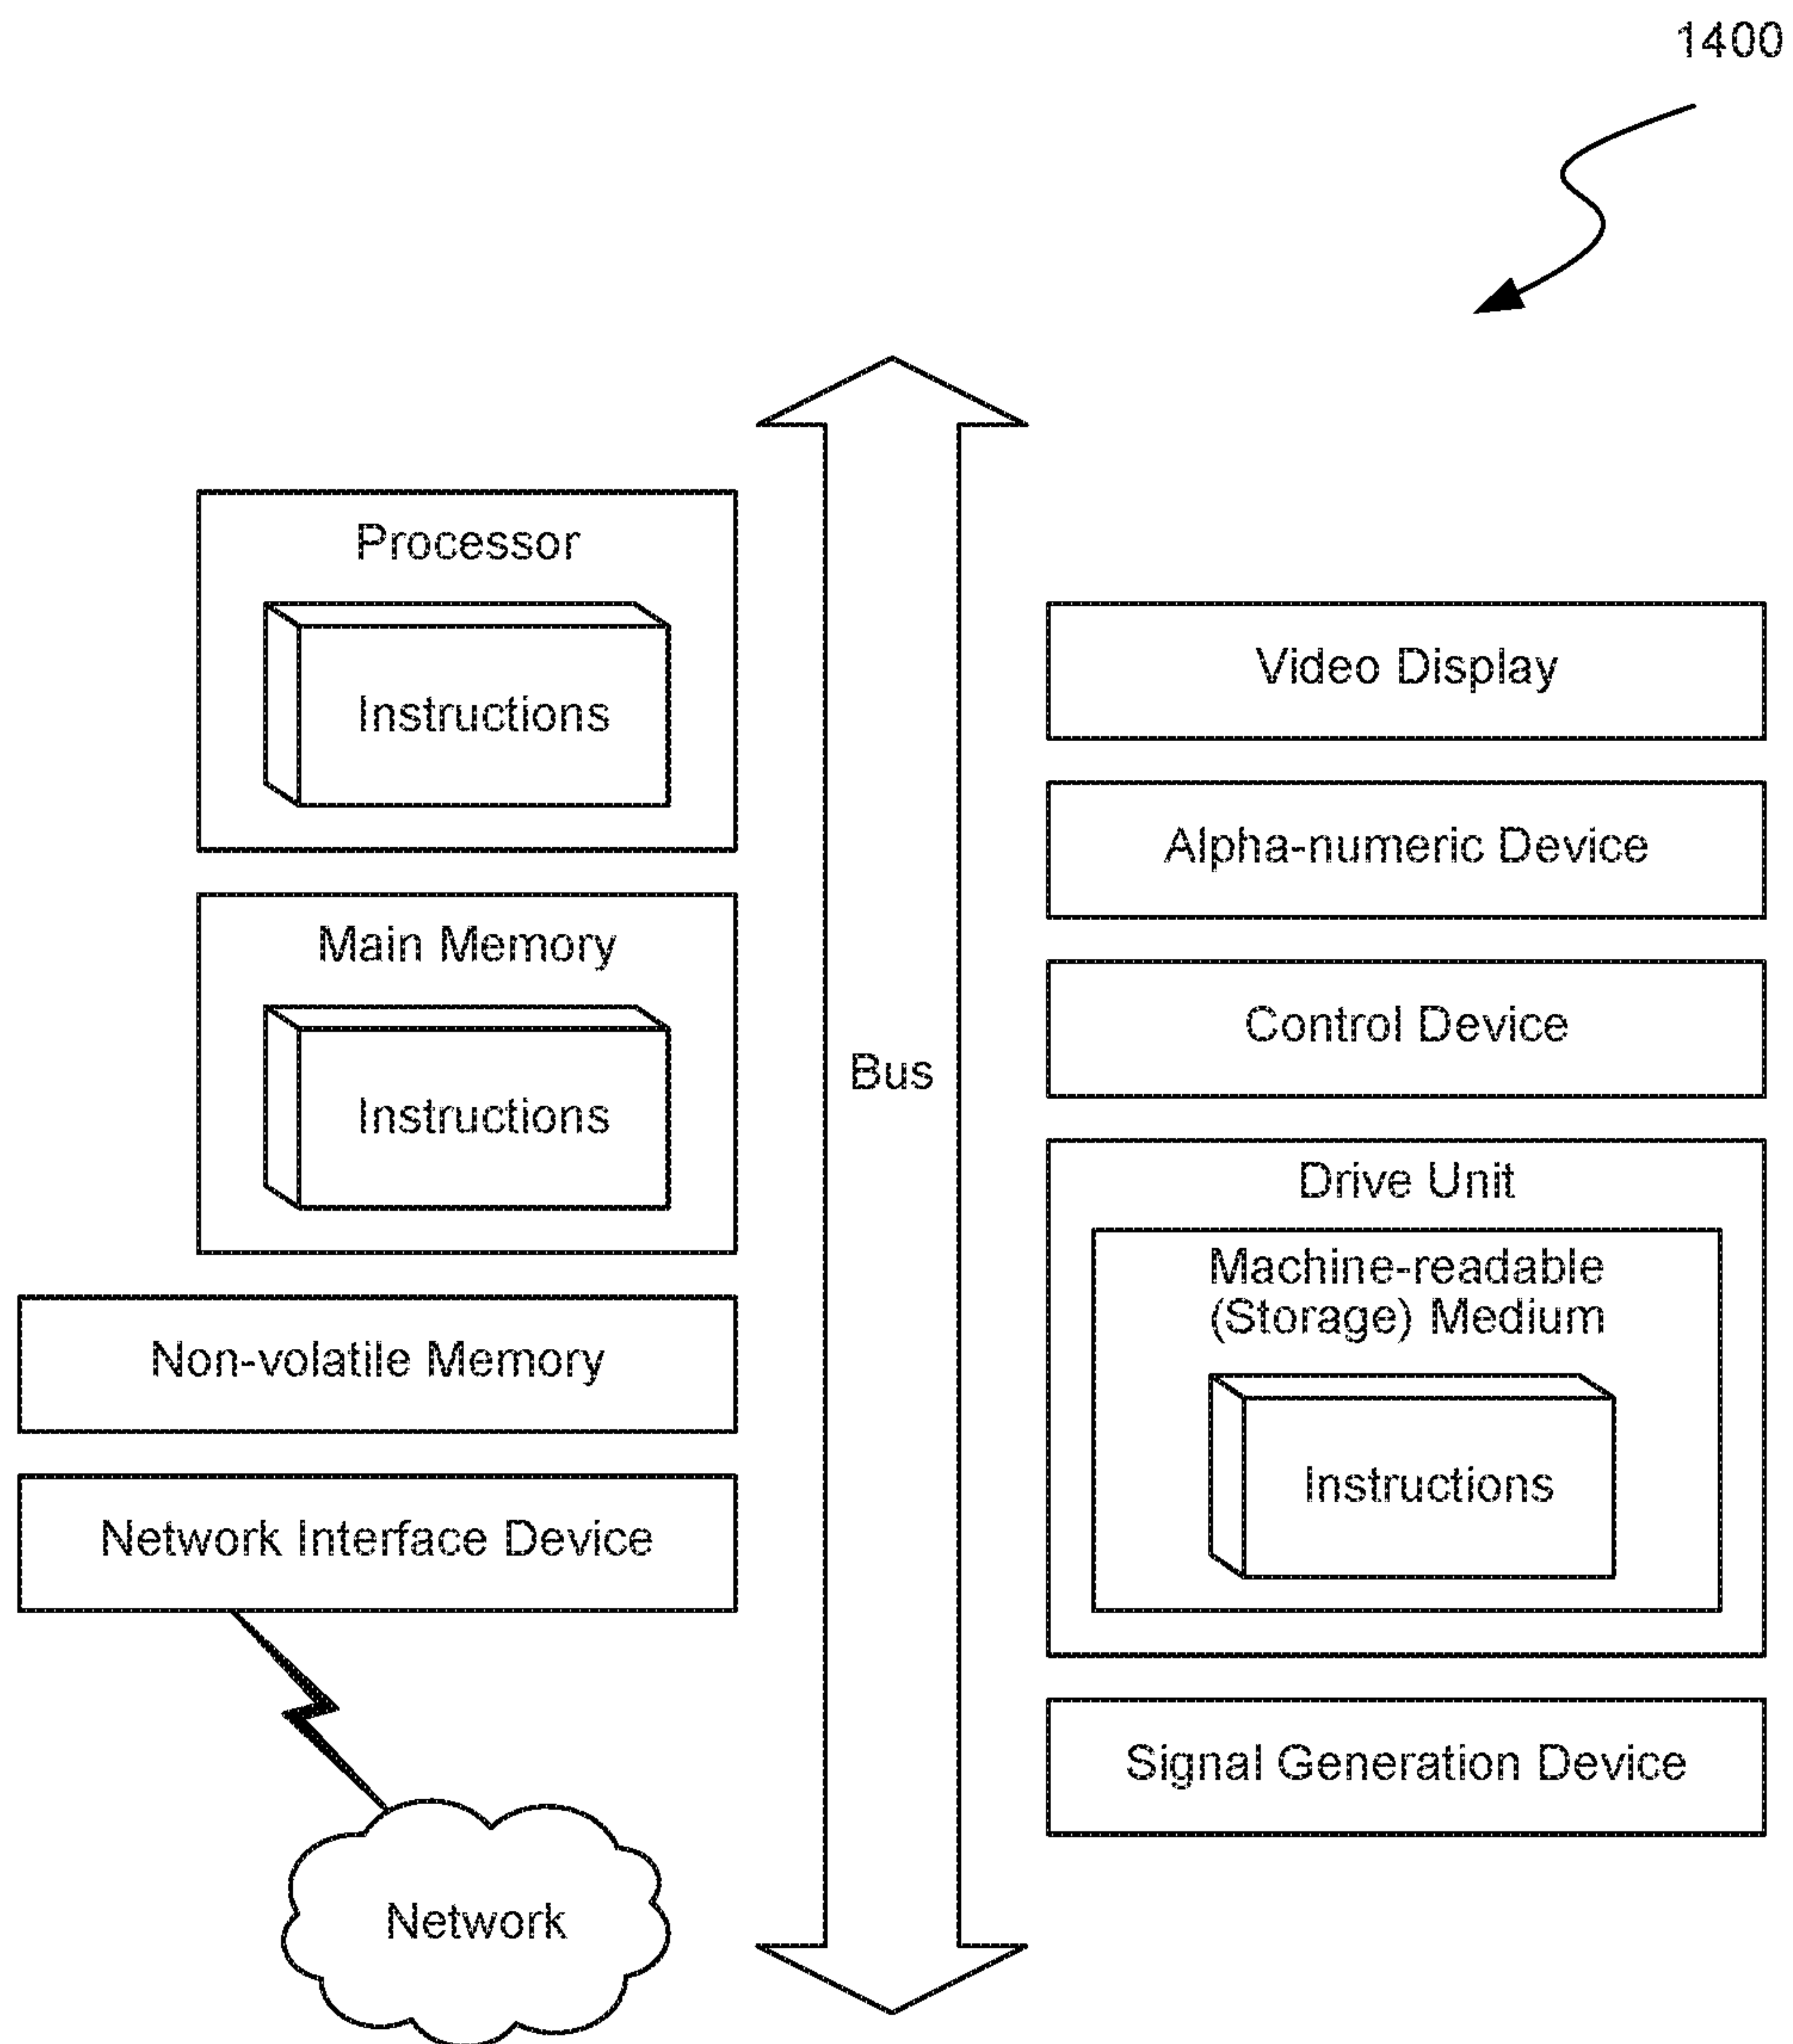 1400
Processor
Instructions
Main Memory
Instructions
Non-volatile Memory
Network Interface Device
Network
Bus
Video Display
Alpha-numeric Device
Control Device
Drive Unit
Machine-readable
(Storage) Medium
Instructions
Signal Generation Device